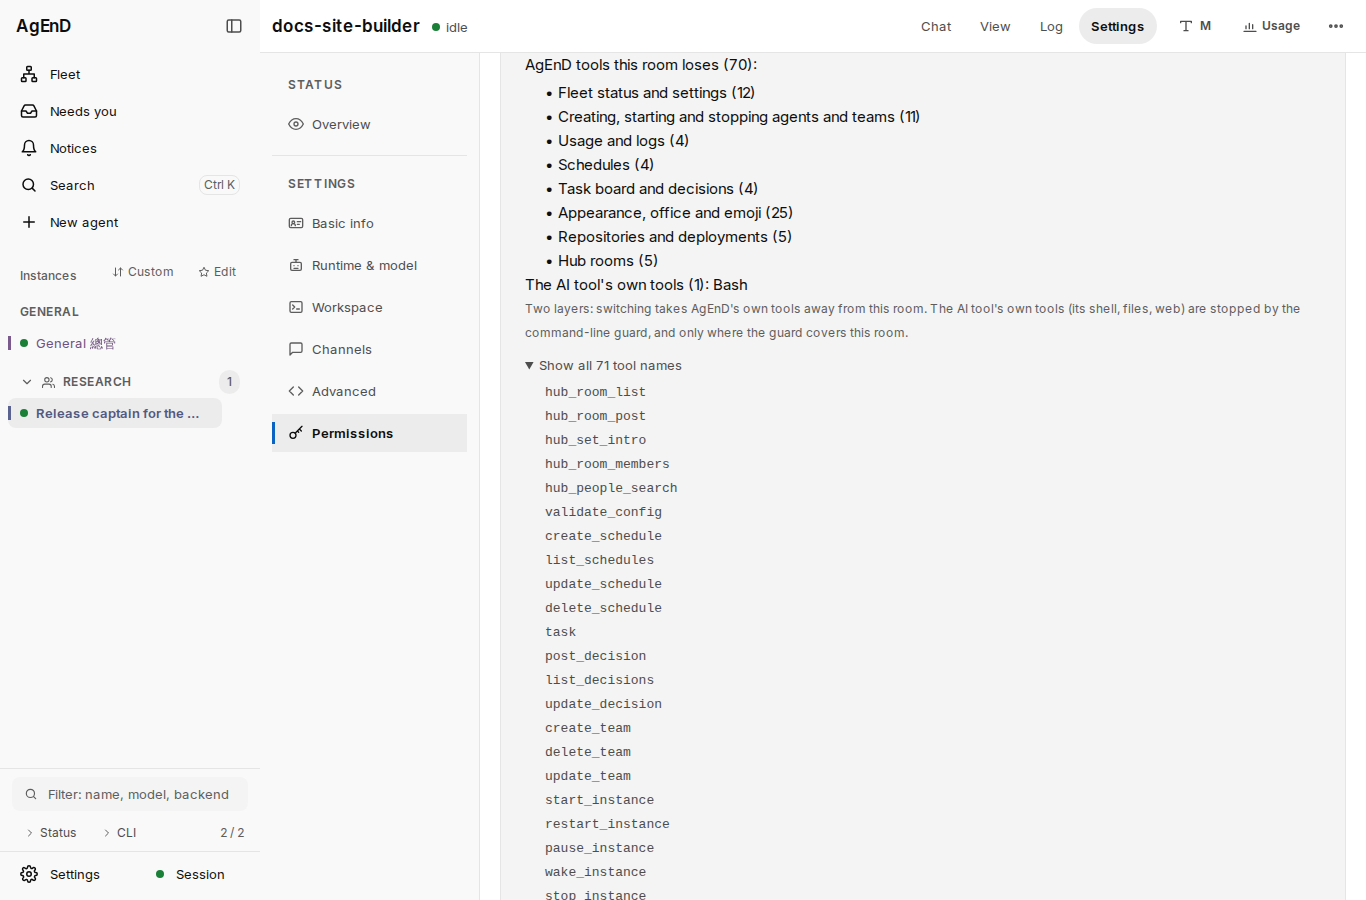 AgEnD
Fleet
Needs you
Notices
Search
Ctrl K
New agent
Instances
Custom
Edit
GENERAL
General 總管
RESEARCH
1
Release captain for the ...
Filter: name, model, backend
Status
CLI
2 / 2
Settings
Session
docs-site-builder
idle
Chat
View
Log
Settings
M
Usage
STATUS
Overview
SETTINGS
Basic info
Runtime & model
Workspace
Channels
Advanced
Permissions
AgEnD tools this room loses (70):
• Fleet status and settings (12)
• Creating, starting and stopping agents and teams (11)
• Usage and logs (4)
• Schedules (4)
• Task board and decisions (4)
• Appearance, office and emoji (25)
• Repositories and deployments (5)
• Hub rooms (5)
The AI tool's own tools (1): Bash
Two layers: switching takes AgEnD's own tools away from this room. The AI tool's own tools (its shell, files, web) are stopped by the
command-line guard, and only where the guard covers this room.
Show all 71 tool names
hub_room_list
hub_room_post
hub_set_intro
hub_room_members
hub_people_search
validate_config
create_schedule
list_schedules
update_schedule
delete_schedule
task
post_decision
list_decisions
update_decision
create_team
delete_team
update_team
start_instance
restart_instance
pause_instance
wake_instance
stop_instance